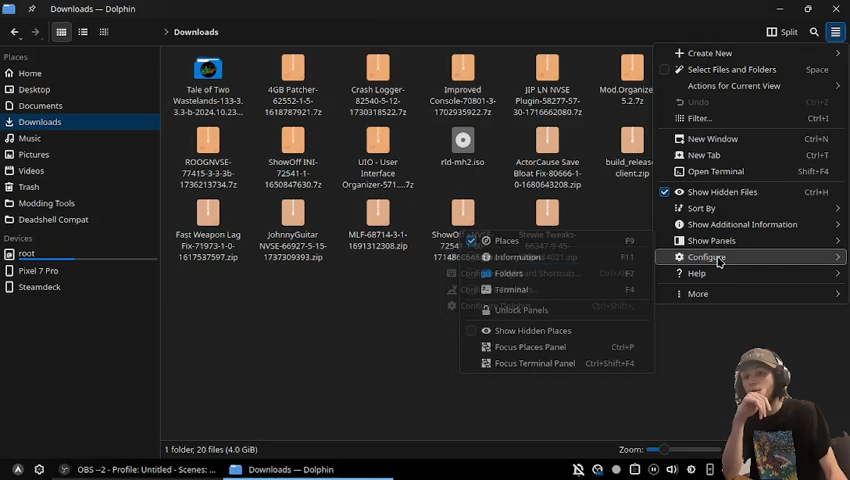 Downloads — Dolphin
Downloads
Split
Places
Home
Desktop
Documents
Downloads
Music
Pictures
Videos
Trash
Modding Tools
Deadshell Compat
Devices
root
Pixel 7 Pro
Steamdeck
Tale of Two
Wastelands-133-3.
3.3-b-2024.10.23...
4GB Patcher-
62552-1-5-
1618787921.7z
Crash Logger-
82540-5-12-
1730318522.7z
Improved
Console-70801-3-
1702935922.7z
JIP LN NVSE
Plugin-58277-57-
30-1716662080.7z
Mod.Organize
5.2.7z
ROOGNVSE-
77415-3-3-3b-
1736213734.7z
ShowOff INI-
72541-1-
1650847630.7z
UIO - User
Interface
Organizer-571....7z
rld-mh2.iso
ActorCause Save
Bloat Fix-80666-1-
0-1680643208.zip
build_release
client.zip
Fast Weapon Lag
Fix-71973-0-01-
1617537597.zip
JohnnyGuitar
NVSE-66927-5-15-
1737309393.zip
MLF-68714-3-1-
1691312008.zip
Create New
Select Files and Folders Space
Actions for Current View
Undo Ctrl+Z
Filter... Ctrl+I
New Window Ctrl+N
New Tab Ctrl+T
Open Terminal Shift+F4
Show Hidden Files Ctrl+H
Sort By
Show Additional Information
Show Panels
Configure
Help
More
Places F9
Information F11
Folders F7
Terminal F4
Unlock Panels
Show Hidden Places
Focus Places Panel Ctrl+P
Focus Terminal Panel Ctrl+Shift+F4
1 folder, 20 files (4.0 GiB)
Zoom:
OBS --2 - Profile: Untitled - Scenes: ...
Downloads — Dolphin